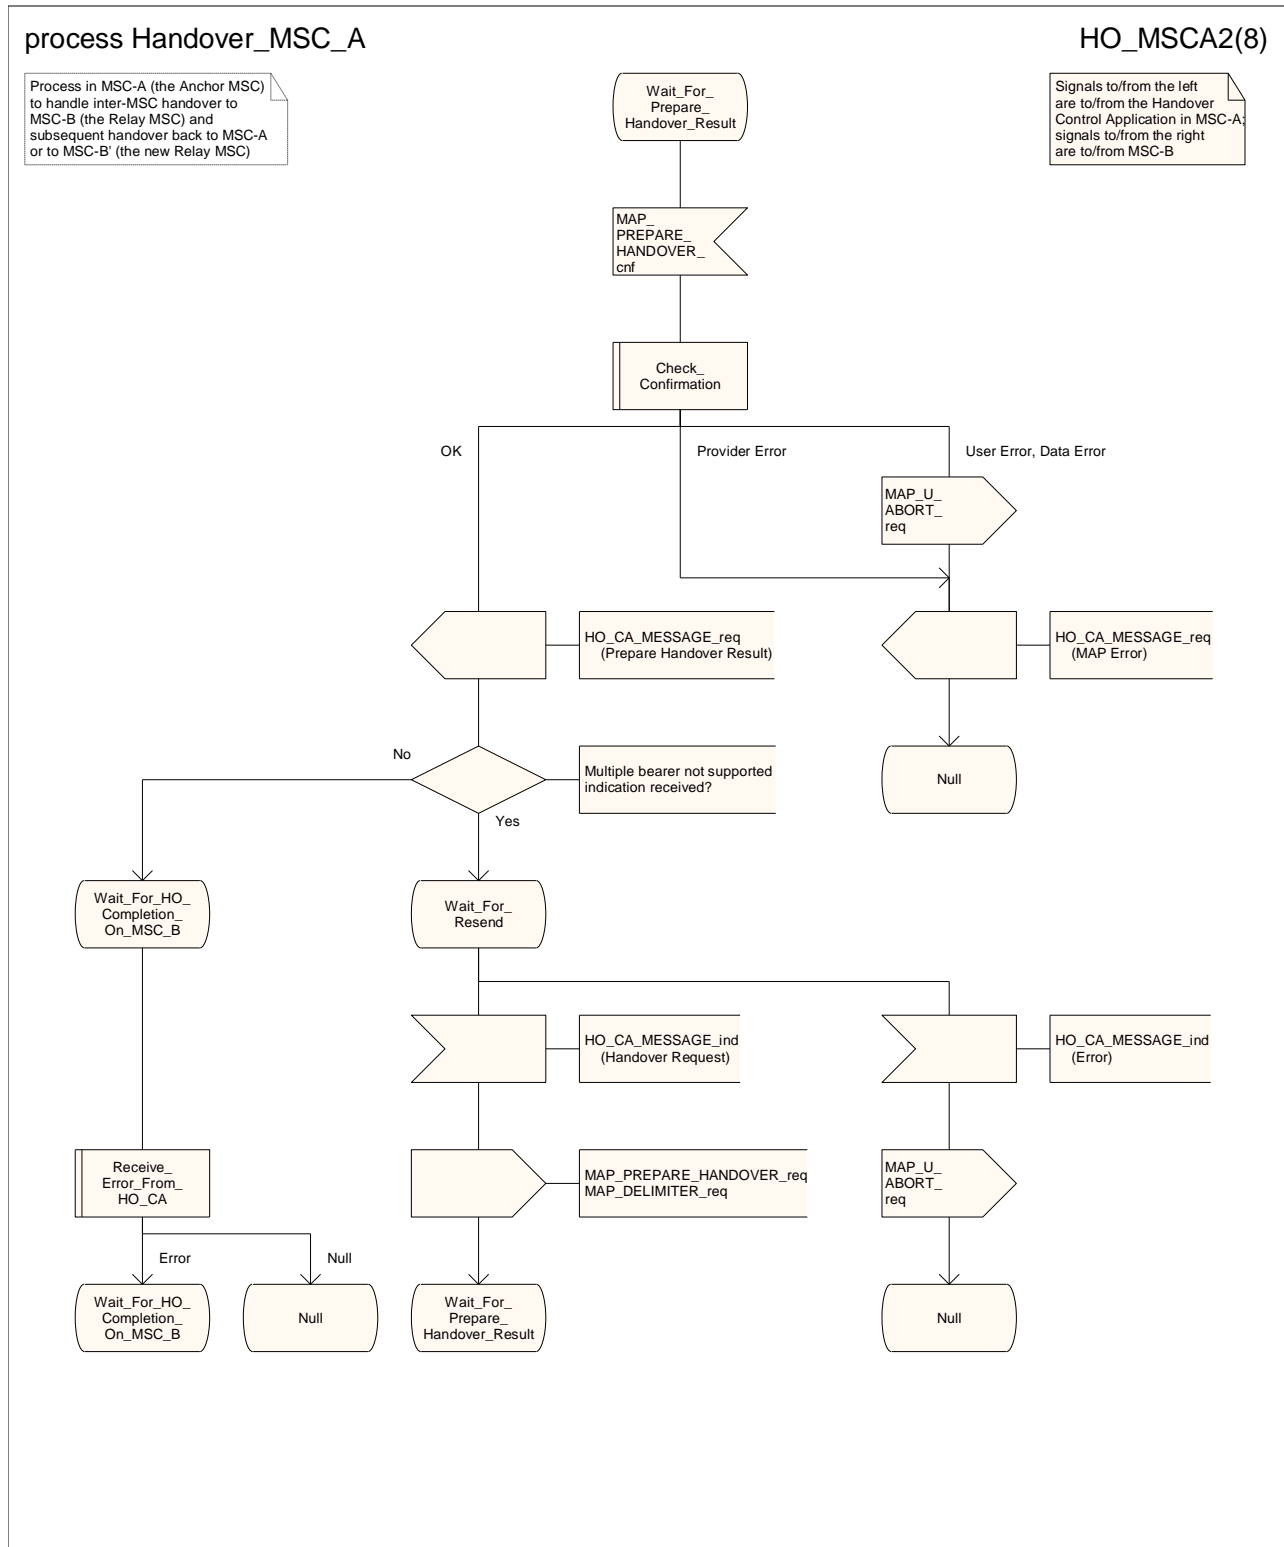 process Handover_MSC_A
HO_MSCA2(8)
Process in MSC-A (the Anchor MSC)
to handle inter-MSC handover to
MSC-B (the Relay MSC) and
subsequent handover back to MSC-A
or to MSC-B' (the new Relay MSC)
Wait_For_
Prepare_
Handover_Result
Signals to/from the left
are to/from the Handover
Control Application in MSC-A;
signals to/from the right
are to/from MSC-B
MAP_
PREPARE_
HANDOVER_
cnf
Check_
Confirmation
OK
Provider Error
User Error, Data Error
MAP_U_
ABORT_
req
HO_CA_MESSAGE_req
(Prepare Handover Result)
HO_CA_MESSAGE_req
(MAP Error)
No
Multiple bearer not supported
indication received?
Null
Yes
Wait_For_HO_
Completion_
On_MSC_B
Wait_For_
Resend
HO_CA_MESSAGE_ind
(Handover Request)
HO_CA_MESSAGE_ind
(Error)
Receive_
Error_From_
HO_CA
MAP_PREPARE_HANDOVER_req
MAP_DELIMITER_req
MAP_U_
ABORT_
req
Error
Null
Wait_For_HO_
Completion_
On_MSC_B
Null
Wait_For_
Prepare_
Handover_Result
Null